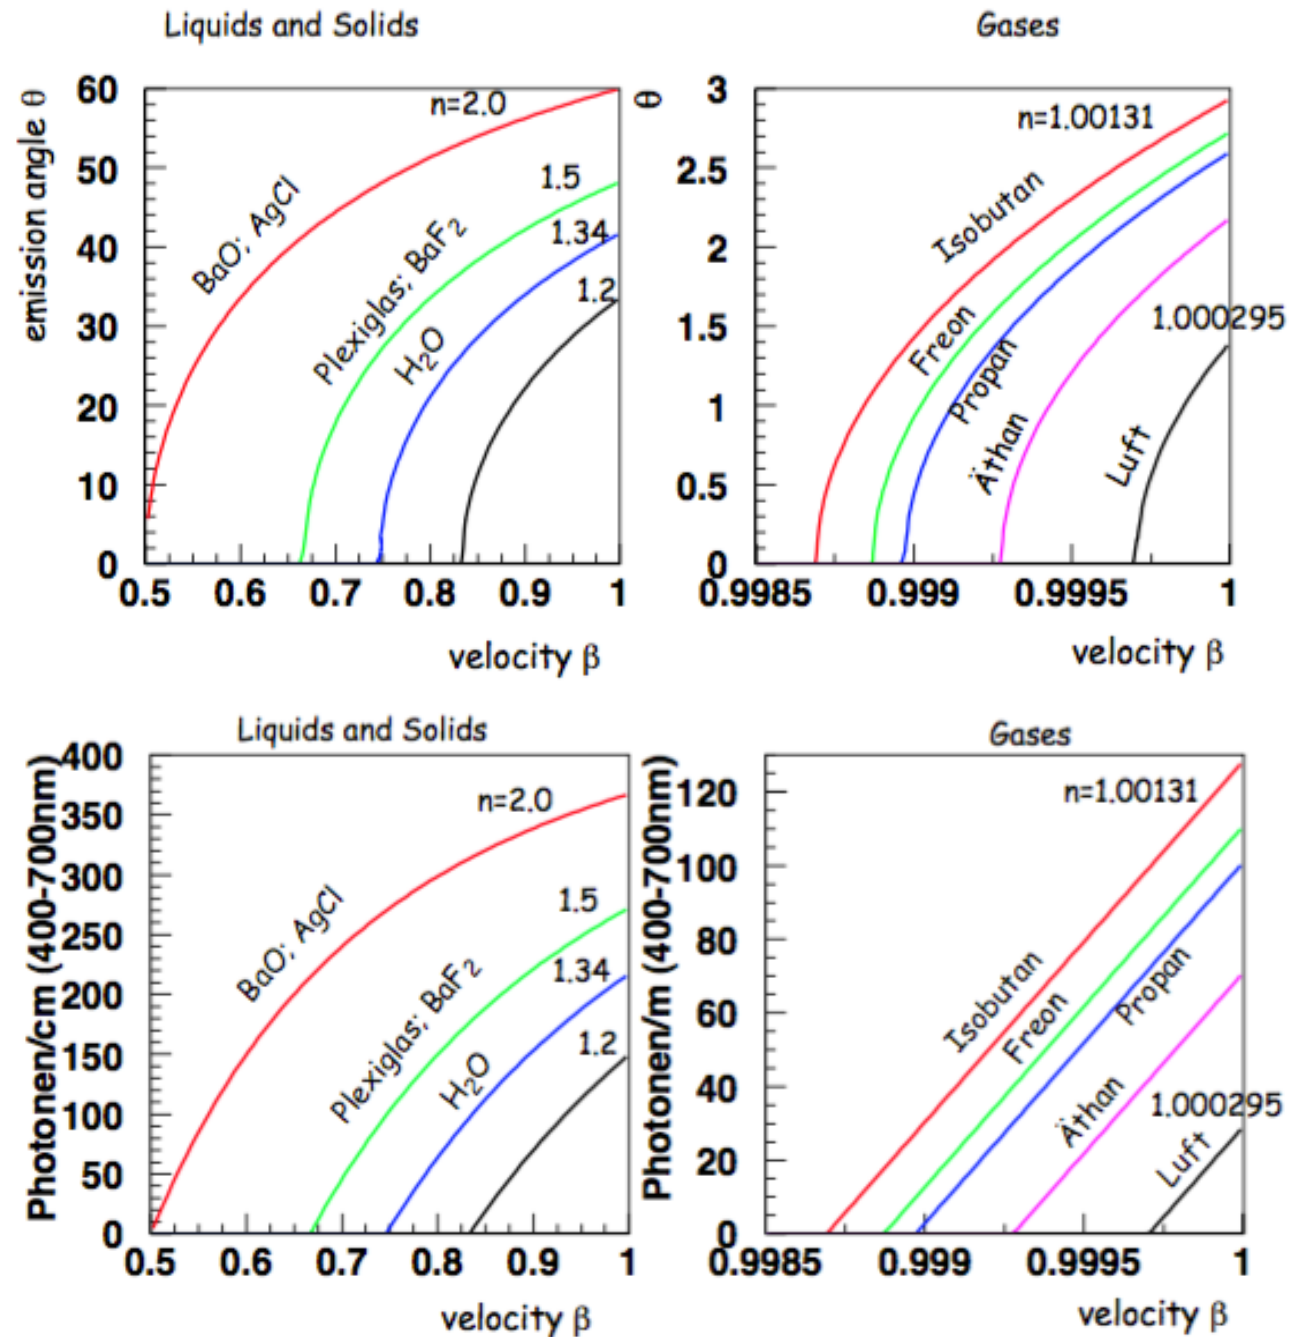 Liquids and Solids
emission angle θ
60
50
40
30
20
10
0
0.5 0.6 0.7 0.8 0.9 1
velocity β
n=2.0
BaO; AgCl
1.5
Plexiglas; BaF2
1.34
H2O
1.2
Gases
θ
3
2.5
2
1.5
1
0.5
0
0.9985 0.999 0.9995 1
velocity β
n=1.00131
Isobutan
Freon
Propan
Äthan
1.000295
Luft
Liquids and Solids
Photonen/cm (400-700nm)
400
350
300
250
200
150
100
50
0
0.5 0.6 0.7 0.8 0.9 1
velocity β
n=2.0
BaO; AgCl
1.5
Plexiglas; BaF2
1.34
H2O
1.2
Gases
Photonen/m (400-700nm)
120
100
80
60
40
20
0
0.9985 0.999 0.9995 1
velocity β
n=1.00131
Isobutan
Freon
Propan
Äthan
1.000295
Luft